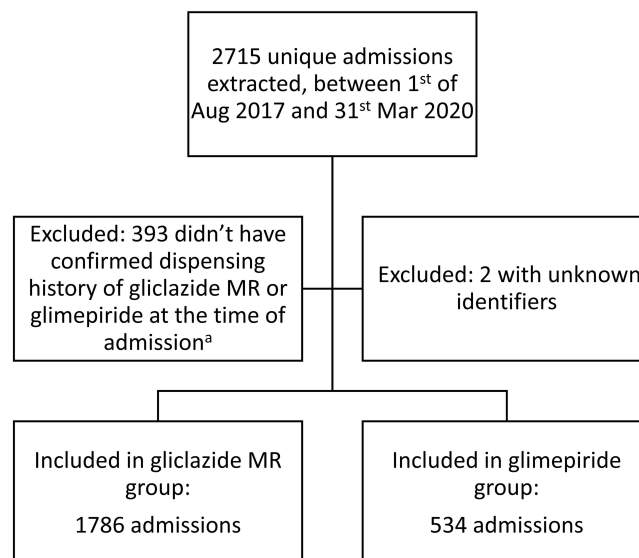 2715 unique admissions
extracted, between 1st of
Aug 2017 and 31st Mar 2020
Excluded: 393 didn’t have
confirmed dispensing
history of gliclazide MR or
glimepiride at the time of
admissionᵃ
Excluded: 2 with unknown
identifiers
Included in gliclazide MR
group:
1786 admissions
Included in glimepiride
group:
534 admissions